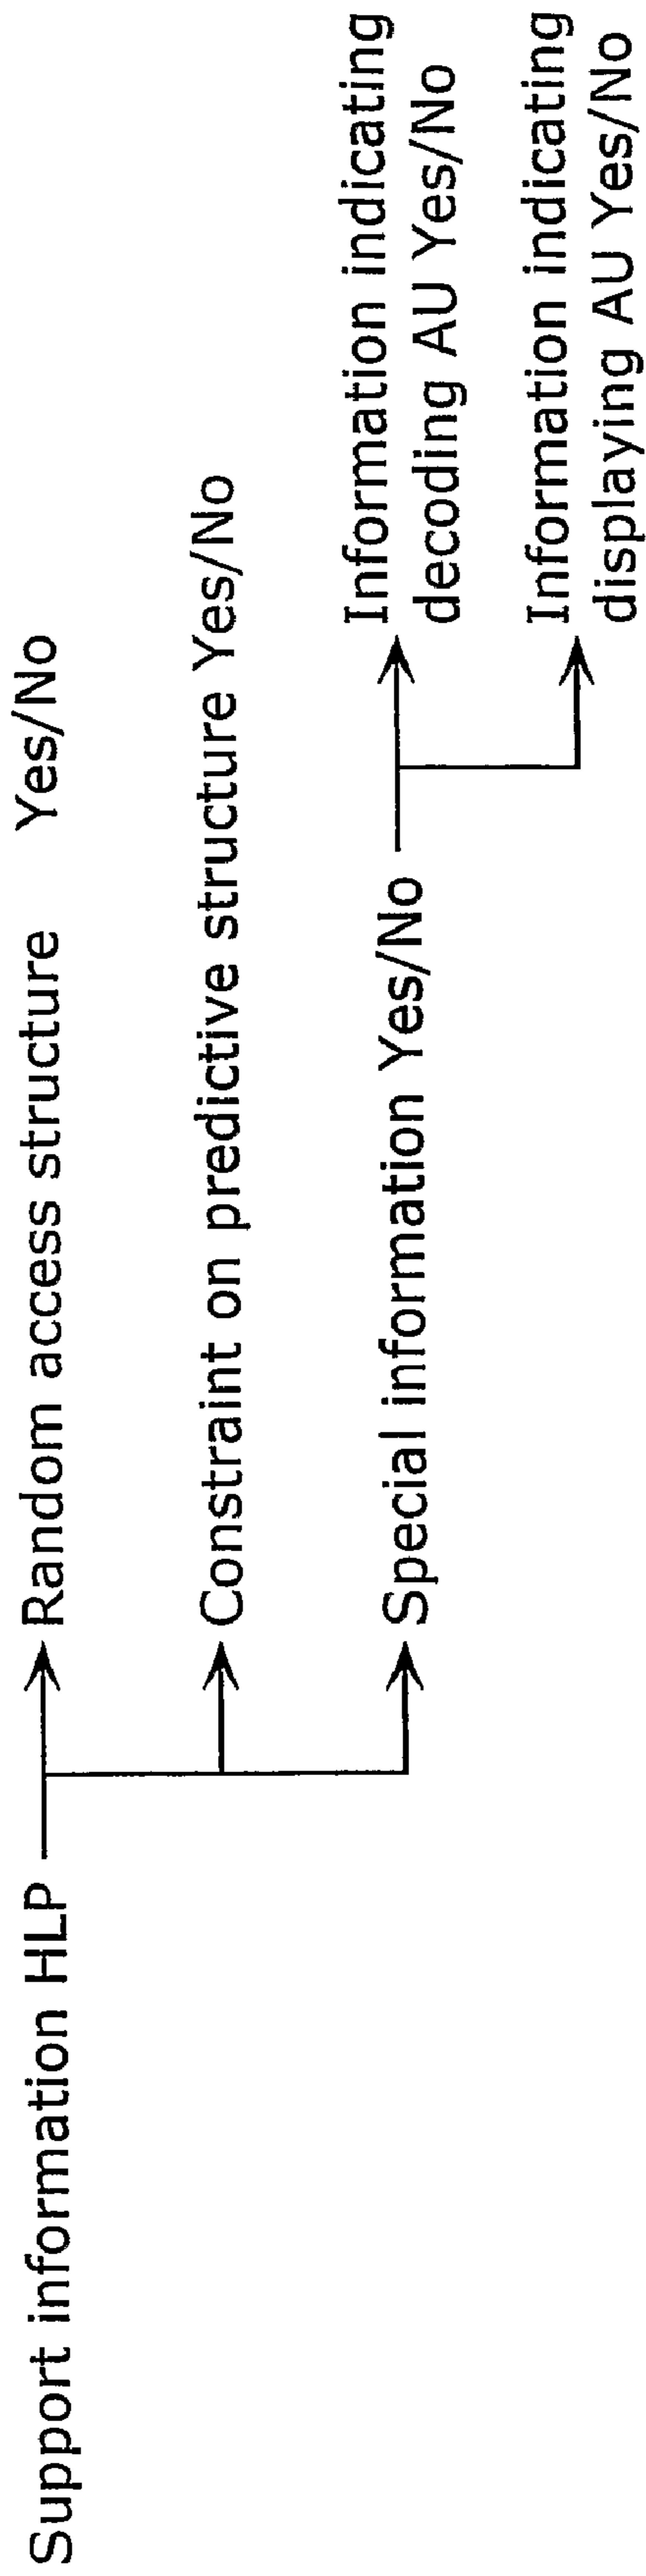 Support information HLP
Random access structure Yes/No
Constraint on predictive structure Yes/No
Special information Yes/No
Information indicating
decoding AU Yes/No
Information indicating
displaying AU Yes/No